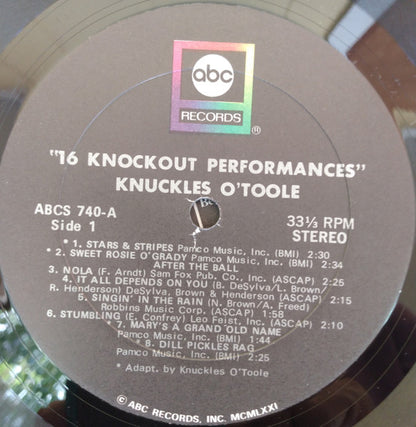 abc
RECORDS
®
"16 KNOCKOUT PERFORMANCES"
KNUCKLES O'TOOLE
ABCS 740-A
Side 1
33⅓ RPM
STEREO
* 1. STARS & STRIPES Pamco Music, Inc. (BMI) 2:30
* 2. SWEET ROSIE O'GRADY Pamco Music, Inc. (BMI) 2:34
AFTER THE BALL
3. NOLA (F. Arndt) Sam Fox Pub. Co., Inc. (ASCAP) 2:25
4. IT ALL DEPENDS ON YOU (B. DeSylva/L. Brown/
R. Henderson) DeSylva, Brown & Henderson (ASCAP) 2:15
5. SINGIN' IN THE RAIN (N. Brown/A. Freed)
Robbins Music Corp. (ASCAP) 1:58
6. STUMBLING (E. Confrey) Leo Feist, Inc. (ASCAP) 2:10
7. MARY'S A GRAND OLD NAME
Pamco Music, Inc. (BMI) 1:44
* 8. DILL PICKLES RAG
Pamco Music, Inc. (BMI) 2:25
* Adapt. by Knuckles O'Toole
© ABC RECORDS, INC. MCMLXXI